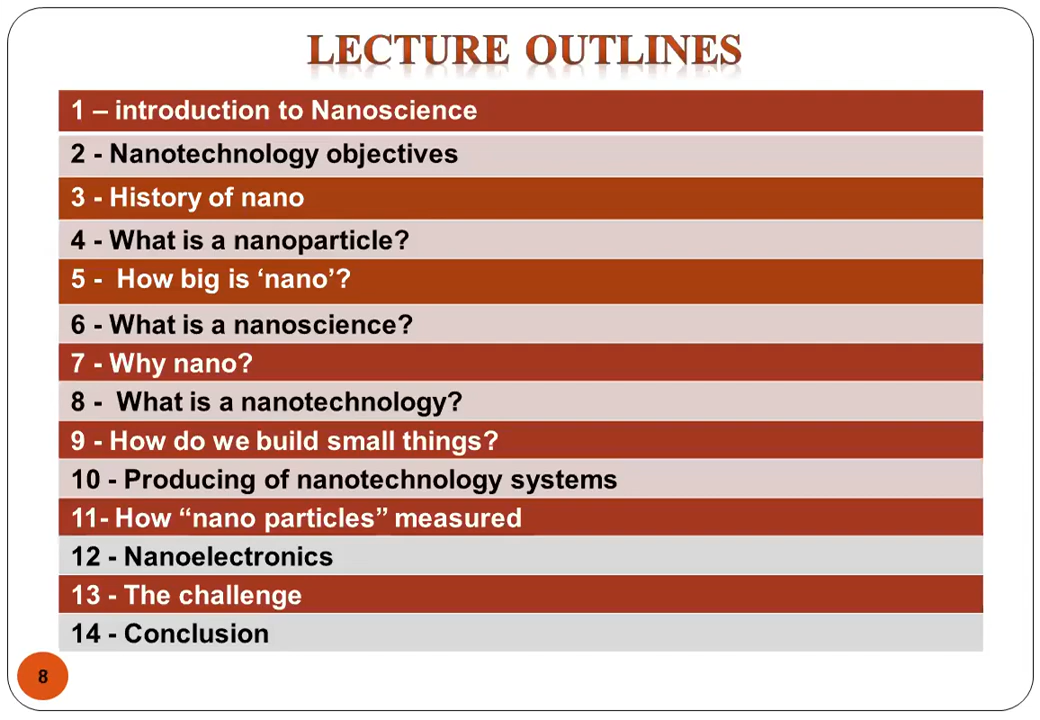 LECTURE OUTLINES
1 – introduction to Nanoscience
2 - Nanotechnology objectives
3 - History of nano
4 - What is a nanoparticle?
5 - How big is ‘nano’?
6 - What is a nanoscience?
7 - Why nano?
8 - What is a nanotechnology?
9 - How do we build small things?
10 - Producing of nanotechnology systems
11- How “nano particles” measured
12 - Nanoelectronics
13 - The challenge
14 - Conclusion
8